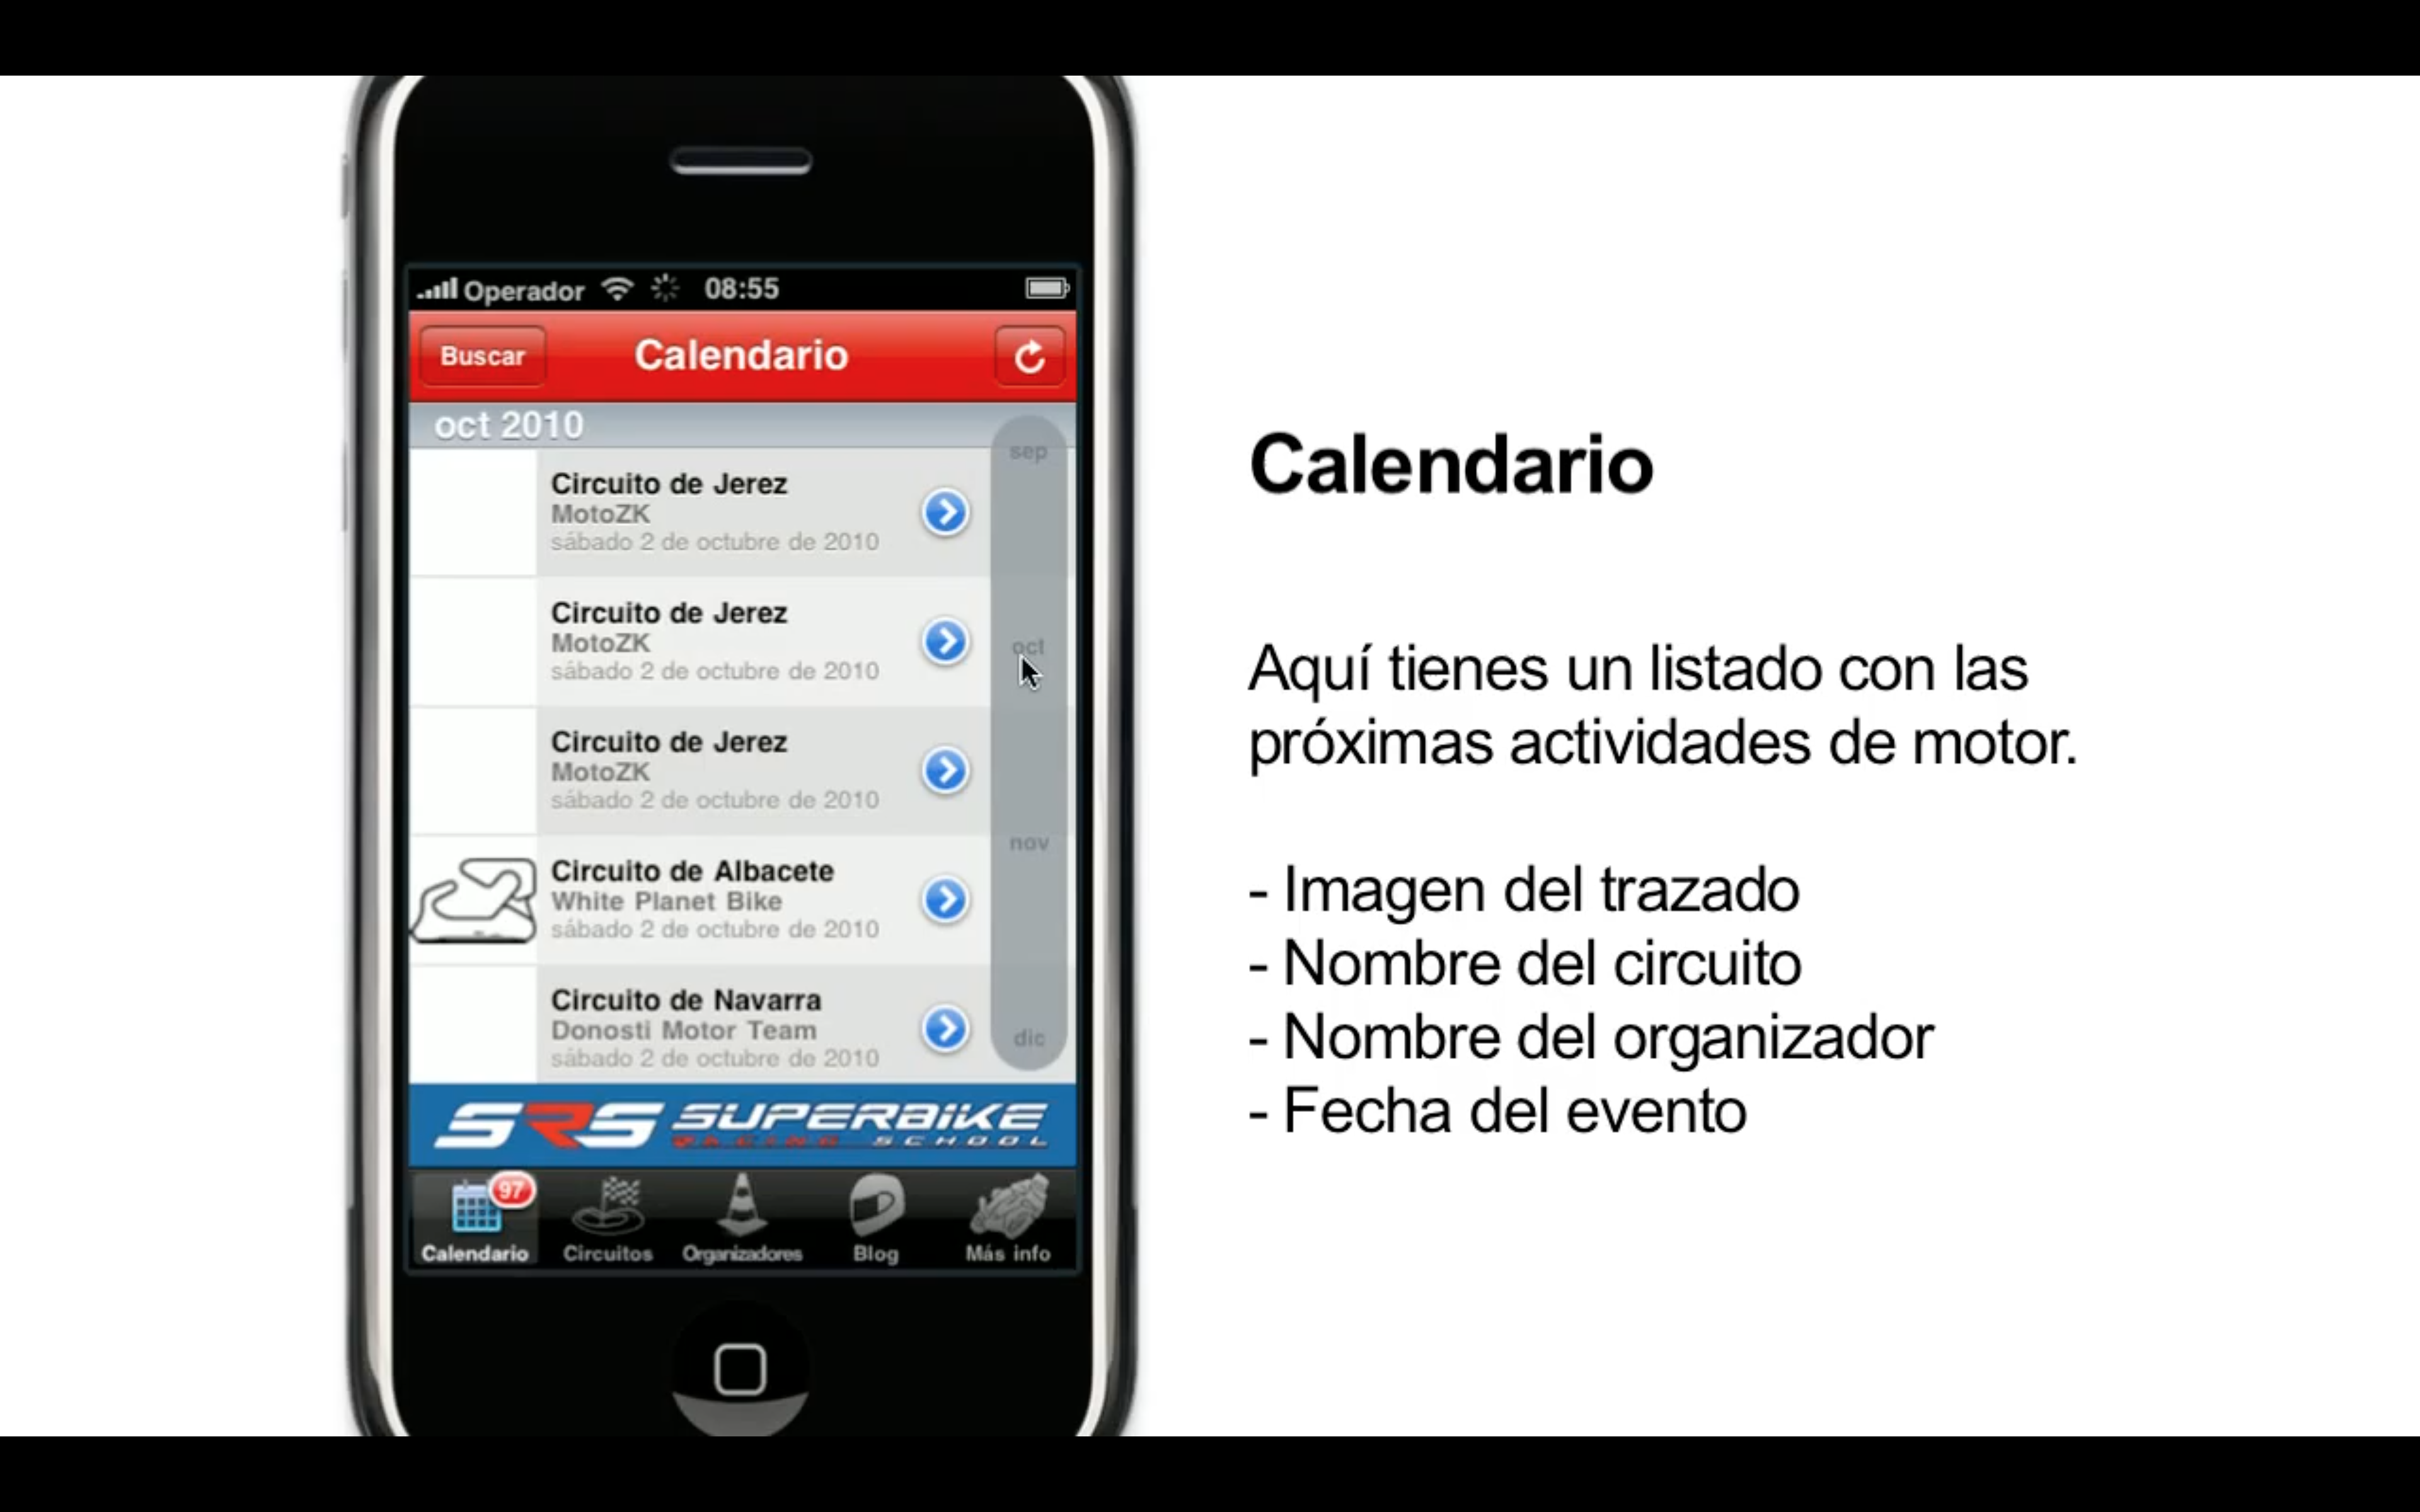 Operador 08:55
Buscar Calendario
oct 2010
sep
Circuito de Jerez
MotoZK
sábado 2 de octubre de 2010
Circuito de Jerez
MotoZK
sábado 2 de octubre de 2010
oct
Circuito de Jerez
MotoZK
sábado 2 de octubre de 2010
nov
Circuito de Albacete
White Planet Bike
sábado 2 de octubre de 2010
Circuito de Navarra
Donosti Motor Team
sábado 2 de octubre de 2010
dic
SRS SUPERBIKE
RACING SCHOOL
97
Calendario Circuitos Organizadores Blog Más info
Calendario
Aquí tienes un listado con las
próximas actividades de motor.
- Imagen del trazado
- Nombre del circuito
- Nombre del organizador
- Fecha del evento